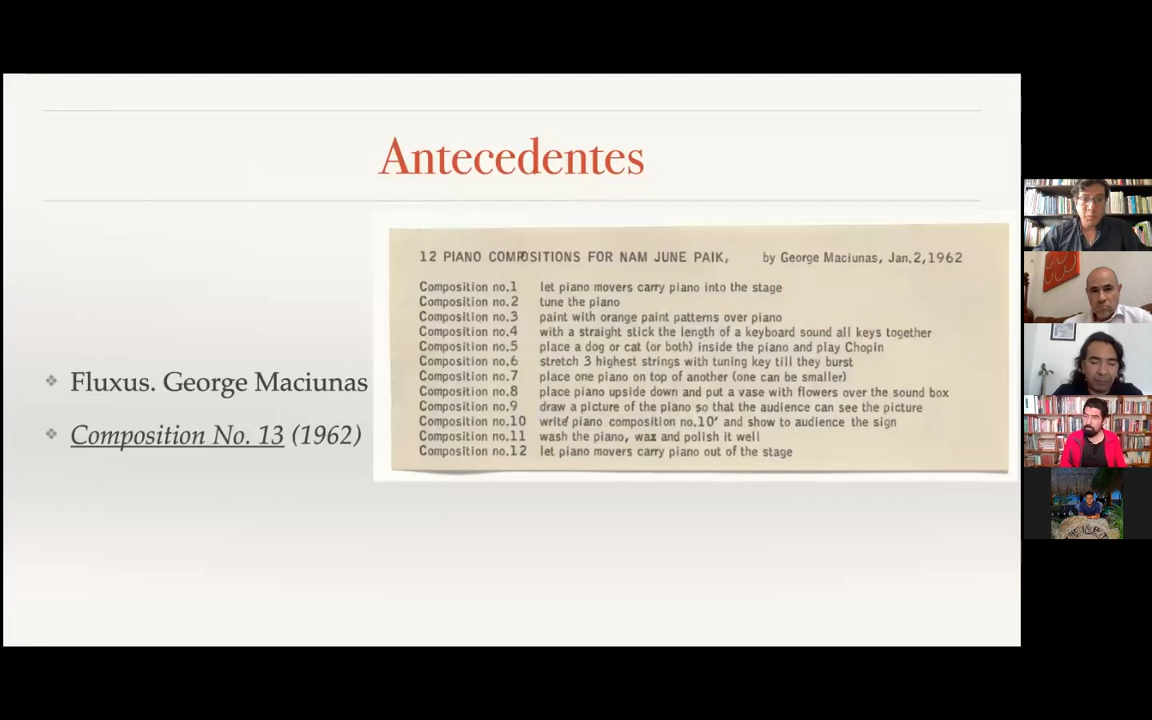 Antecedentes
Fluxus. George Maciunas
Composition No. 13 (1962)
12 PIANO COMPOSITIONS FOR NAM JUNE PAIK, by George Maciunas, Jan.2,1962
Composition no.1 let piano movers carry piano into the stage
Composition no.2 tune the piano
Composition no.3 paint with orange paint patterns over piano
Composition no.4 with a straight stick the length of a keyboard sound all keys together
Composition no.5 place a dog or cat (or both) inside the piano and play Chopin
Composition no.6 stretch 3 highest strings with tuning key till they burst
Composition no.7 place one piano on top of another (one can be smaller)
Composition no.8 place piano upside down and put a vase with flowers over the sound box
Composition no.9 draw a picture of the piano so that the audience can see the picture
Composition no.10 write' piano composition no.10' and show to audience the sign
Composition no.11 wash the piano, wax and polish it well
Composition no.12 let piano movers carry piano out of the stage